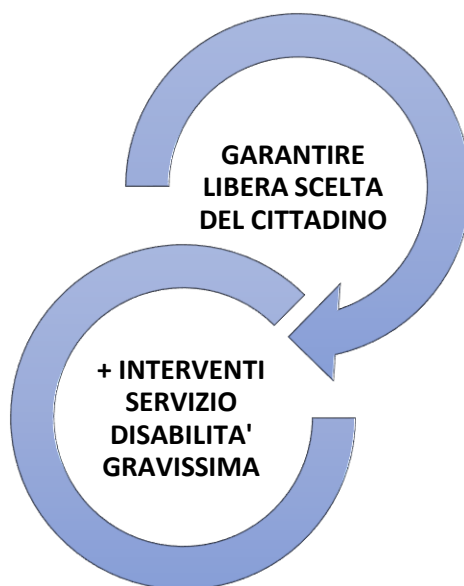 GARANTIRE
LIBERA SCELTA
DEL CITTADINO
+ INTERVENTI
SERVIZIO
DISABILITA'
GRAVISSIMA